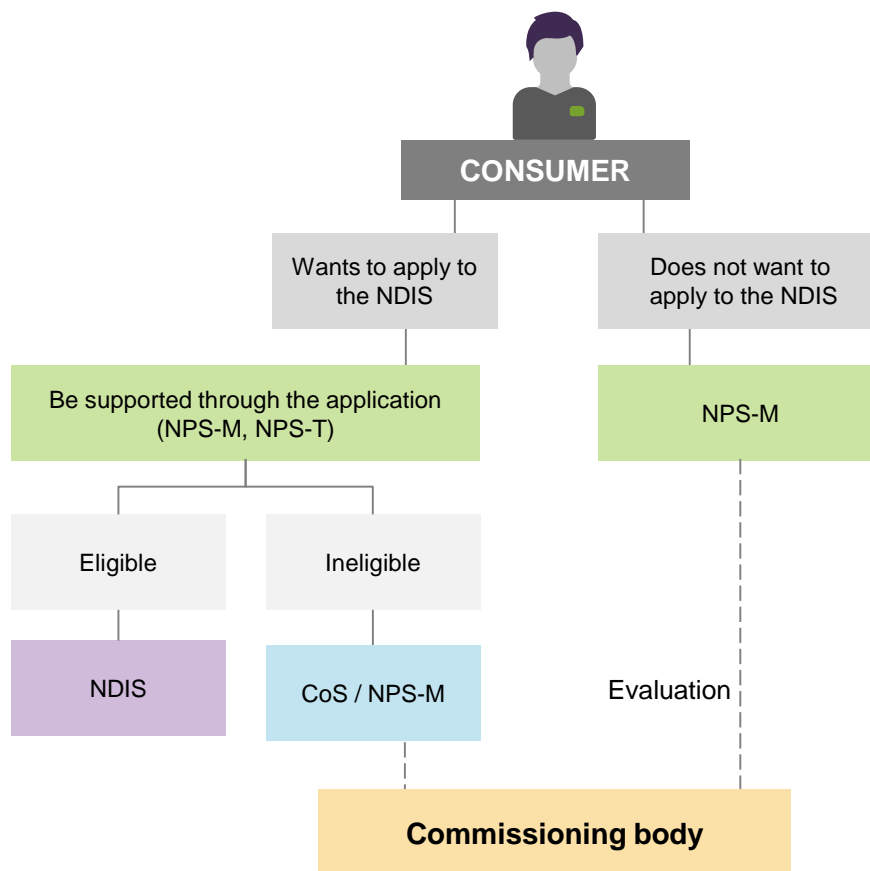 CONSUMER
Wants to apply to
the NDIS
Does not want to
apply to the NDIS
Be supported through the application
(NPS-M, NPS-T)
NPS-M
Eligible
Ineligible
NDIS
CoS / NPS-M
Evaluation
Commissioning body